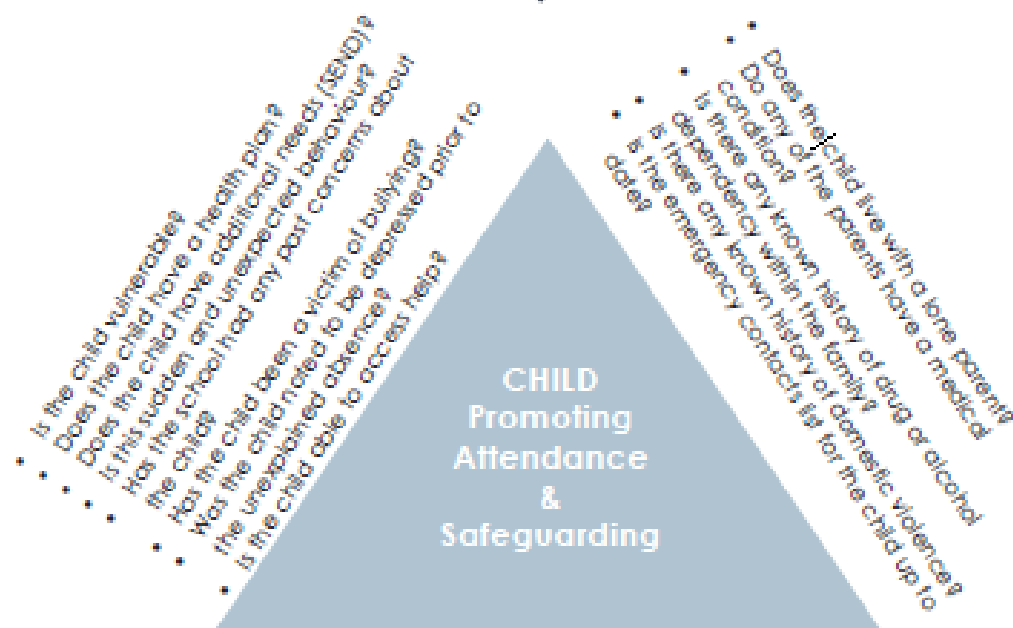 • Is the child vulnerable?
• Does the child have a health plan?
• Does the child have additional needs (SEND)?
• Is this sudden and unexpected behaviour?
• Has the school had any past concerns about
the child?
• Has the child been a victim of bullying?
• Was the child noted to be depressed prior to
the unexplained absence?
• Is the child able to access help?
CHILD
Promoting
Attendance
&
Safeguarding
• Does the child live with a lone parent?
• Do any of the parents have a medical
condition?
• Is there any known history of drug or alcohol
dependency within the family?
• Is there any known history of domestic violence?
• Is the emergency contacts list for the child up to
date?